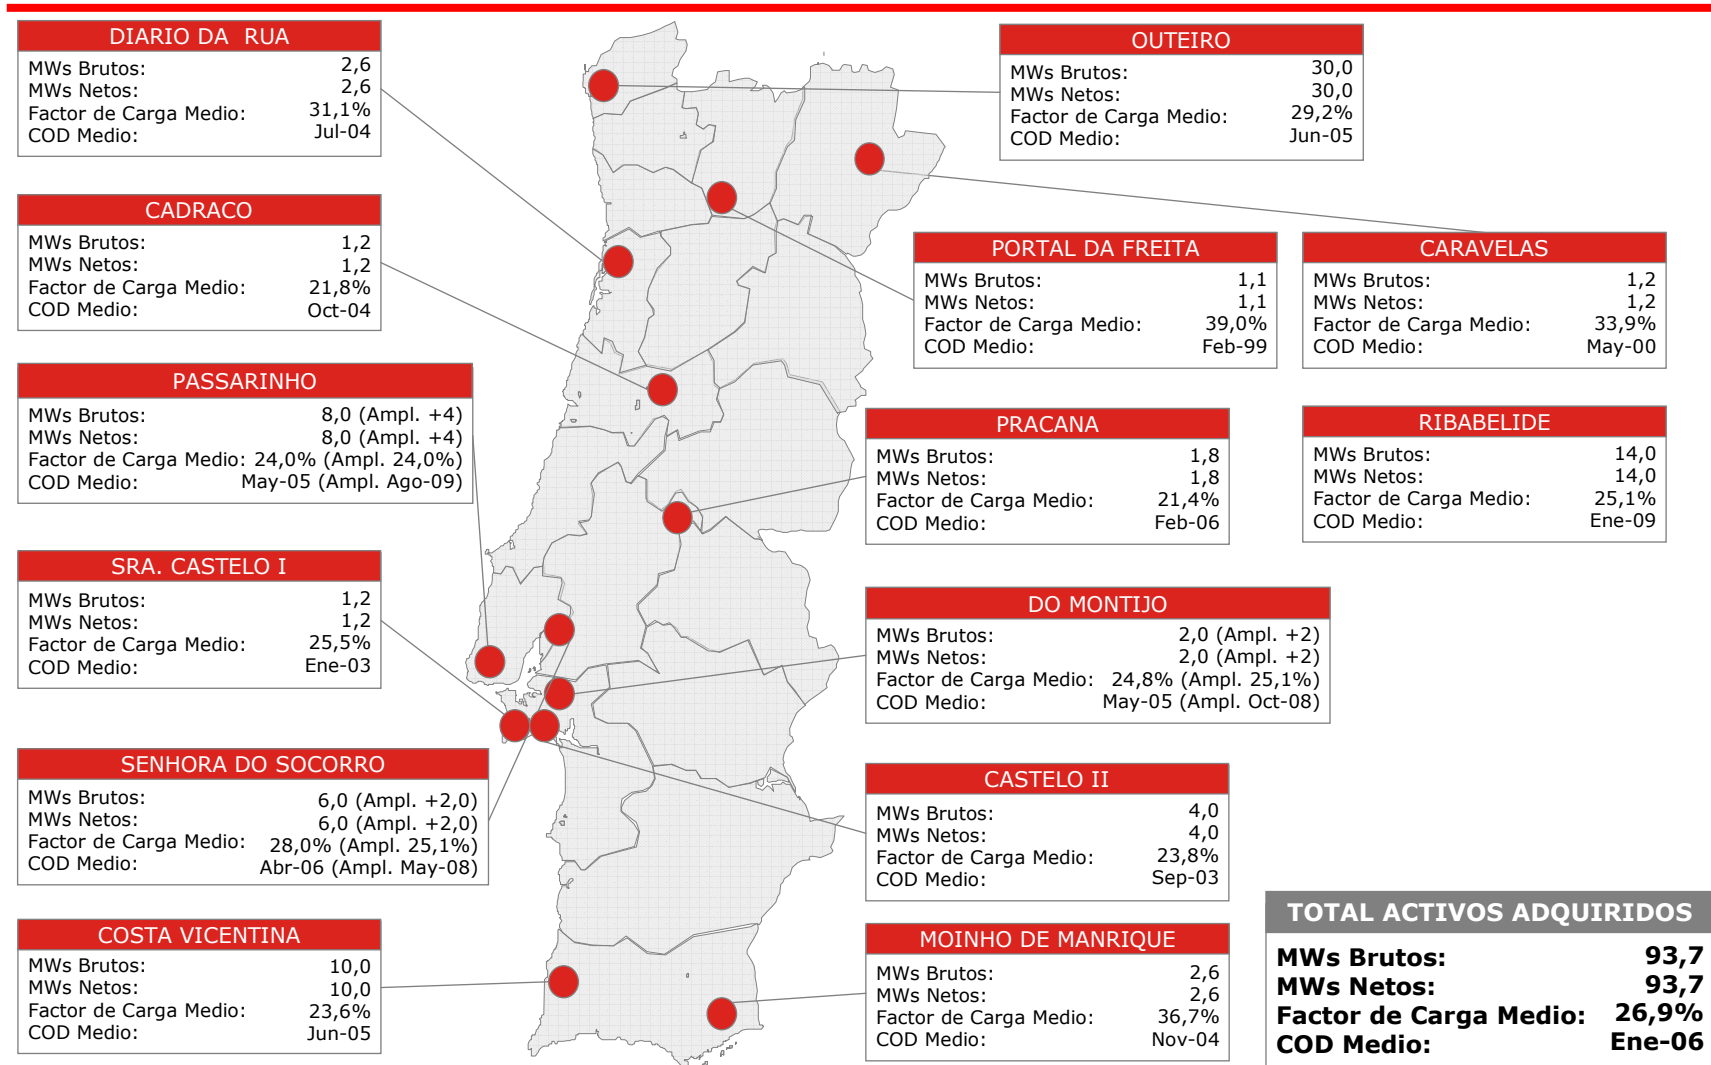 DIARIO DA RUA
MWs Brutos: 2,6
MWs Netos: 2,6
Factor de Carga Medio: 31,1%
COD Medio: Jul-04
OUTEIRO
MWs Brutos: 30,0
MWs Netos: 30,0
Factor de Carga Medio: 29,2%
COD Medio: Jun-05
CADRACO
MWs Brutos: 1,2
MWs Netos: 1,2
Factor de Carga Medio: 21,8%
COD Medio: Oct-04
PORTAL DA FREITA
MWs Brutos: 1,1
MWs Netos: 1,1
Factor de Carga Medio: 39,0%
COD Medio: Feb-99
CARAVELAS
MWs Brutos: 1,2
MWs Netos: 1,2
Factor de Carga Medio: 33,9%
COD Medio: May-00
PASSARINHO
MWs Brutos: 8,0 (Ampl. +4)
MWs Netos: 8,0 (Ampl. +4)
Factor de Carga Medio: 24,0% (Ampl. 24,0%)
COD Medio: May-05 (Ampl. Ago-09)
PRACANA
MWs Brutos: 1,8
MWs Netos: 1,8
Factor de Carga Medio: 21,4%
COD Medio: Feb-06
RIBABELIDE
MWs Brutos: 14,0
MWs Netos: 14,0
Factor de Carga Medio: 25,1%
COD Medio: Ene-09
SRA. CASTELO I
MWs Brutos: 1,2
MWs Netos: 1,2
Factor de Carga Medio: 25,5%
COD Medio: Ene-03
DO MONTIJO
MWs Brutos: 2,0 (Ampl. +2)
MWs Netos: 2,0 (Ampl. +2)
Factor de Carga Medio: 24,8% (Ampl. 25,1%)
COD Medio: May-05 (Ampl. Oct-08)
SENHORA DO SOCORRO
MWs Brutos: 6,0 (Ampl. +2,0)
MWs Netos: 6,0 (Ampl. +2,0)
Factor de Carga Medio: 28,0% (Ampl. 25,1%)
COD Medio: Abr-06 (Ampl. May-08)
CASTELO II
MWs Brutos: 4,0
MWs Netos: 4,0
Factor de Carga Medio: 23,8%
COD Medio: Sep-03
COSTA VICENTINA
MWs Brutos: 10,0
MWs Netos: 10,0
Factor de Carga Medio: 23,6%
COD Medio: Jun-05
MOINHO DE MANRIQUE
MWs Brutos: 2,6
MWs Netos: 2,6
Factor de Carga Medio: 36,7%
COD Medio: Nov-04
TOTAL ACTIVOS ADQUIRIDOS
MWs Brutos: 93,7
MWs Netos: 93,7
Factor de Carga Medio: 26,9%
COD Medio: Ene-06